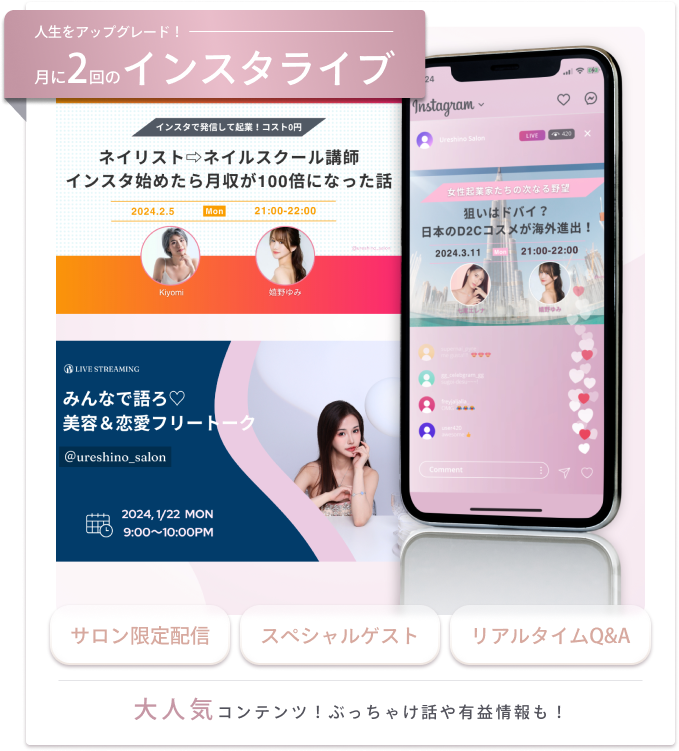 人生をアップグレード！
月に2回のインスタライブ
インスタで発信して起業！コスト0円
ネイリスト⇨ネイルスクール講師
インスタ始めたら月収が100倍になった話
2024.2.5 Mon 21:00-22:00
@ureshino_salon
Kiyomi 嬉野ゆみ
LIVE STREAMING
みんなで語ろ♡
美容＆恋愛フリートーク
@ureshino_salon
2024, 1/22 MON
9:00〜10:00PM
Instagram
Ureshino Salon LIVE 420
女性起業家たちの次なる野望
狙いはドバイ？
日本のD2Cコスメが海外進出！
2024.3.11 Mon 21:00-22:00
嬉野ゆみ
Comment
サロン限定配信 スペシャルゲスト リアルタイムQ&A
大人気コンテンツ！ぶっちゃけ話や有益情報も！